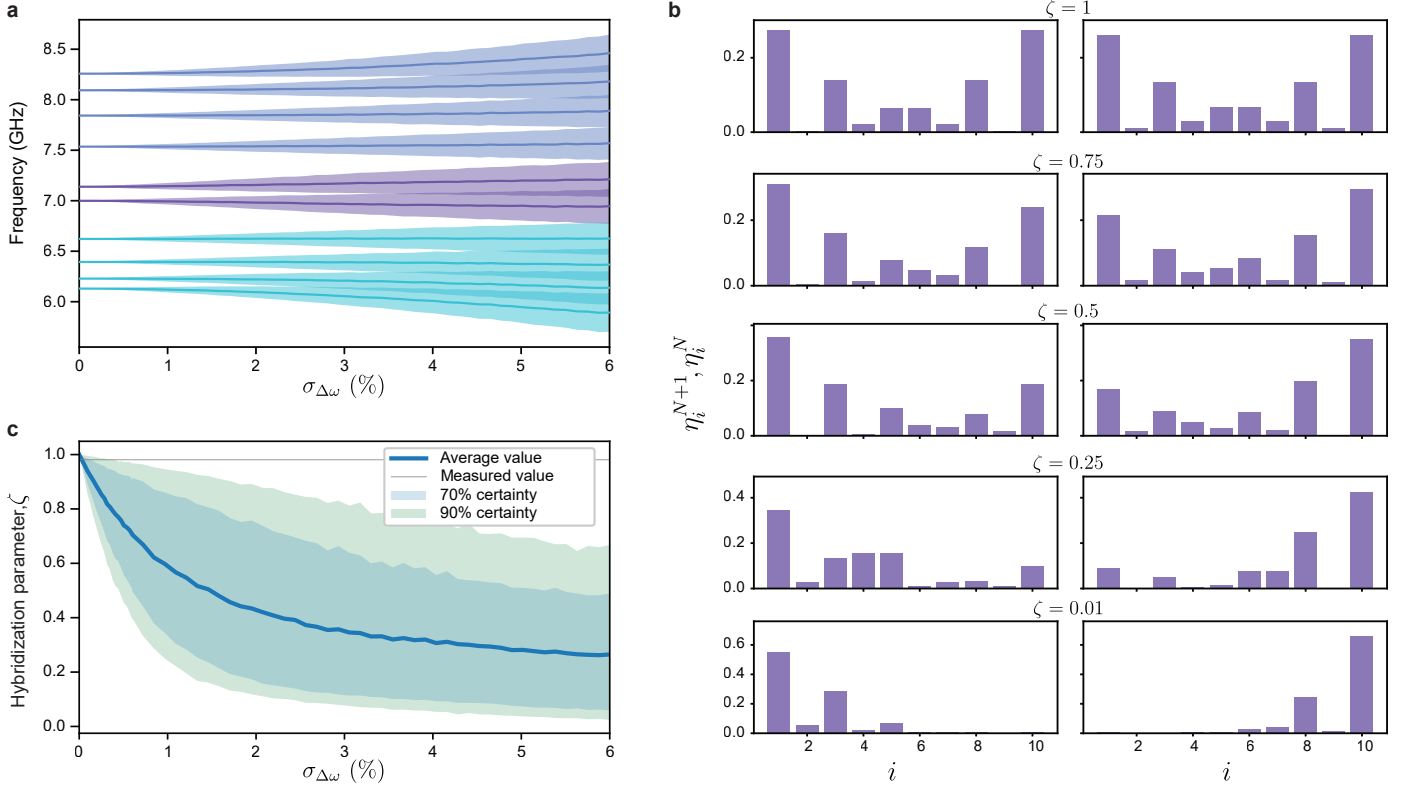 a
8.5
8.0
7.5
7.0
6.5
6.0
Frequency (GHz)
0 1 2 3 4 5 6
σ_Δω (%)
b
ζ = 1
0.2
0.0
ζ = 0.75
0.2
0.0
ζ = 0.5
0.2
0.0
ζ = 0.25
0.4
0.2
0.0
ζ = 0.01
0.6
0.4
0.2
0.0
2 4 6 8 10
2 4 6 8 10
i
i
η_i^{N+1}, η_i^N
c
1.0
0.8
0.6
0.4
0.2
0.0
Hybridization parameter,ζ
Average value
Measured value
70% certainty
90% certainty
0 1 2 3 4 5 6
σ_Δω (%)